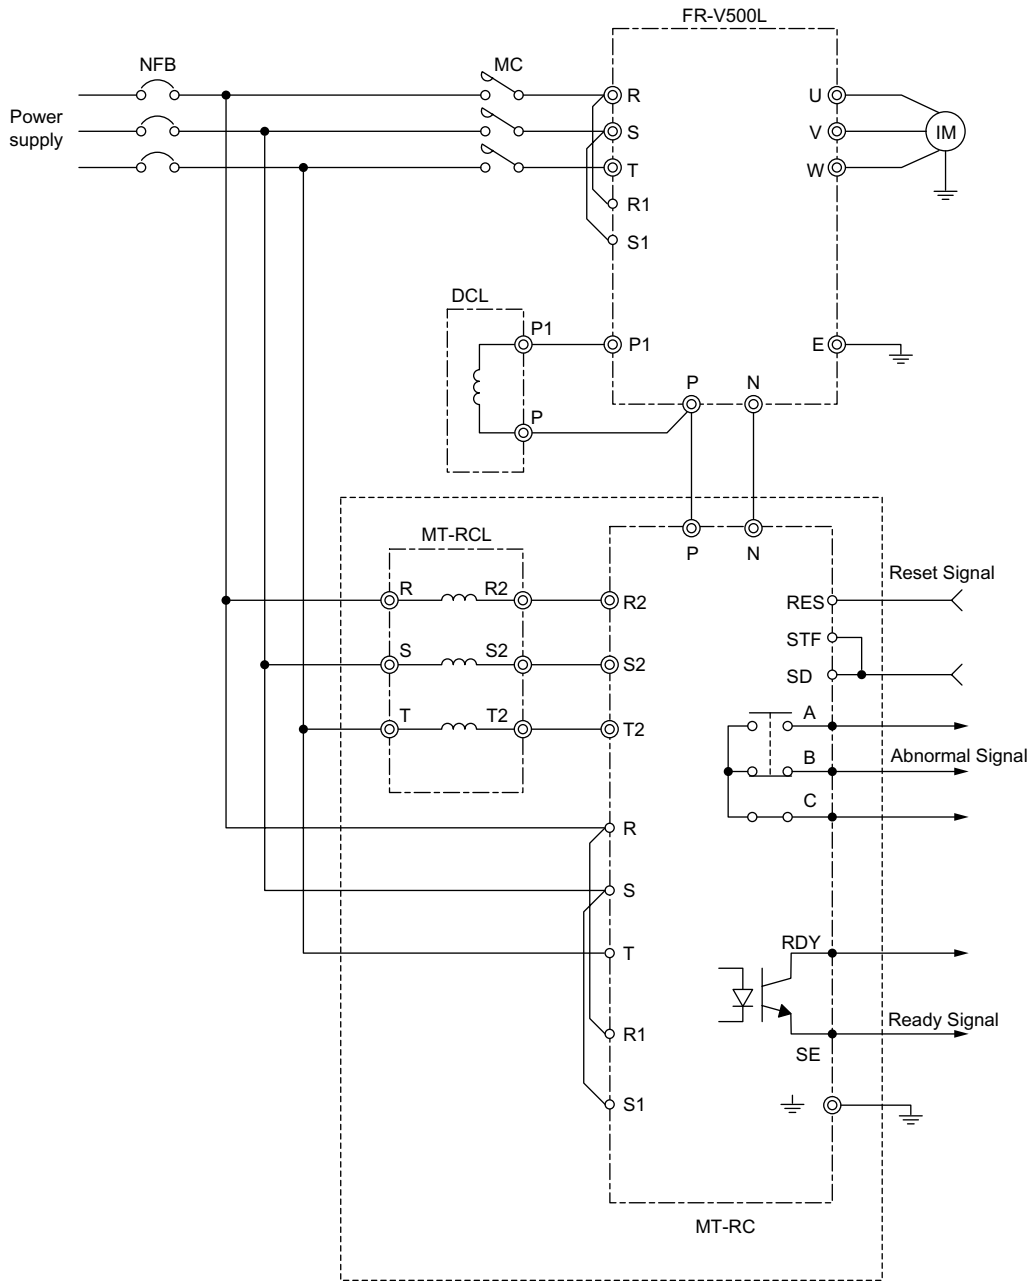 FR-V500L
NFB
MC
Power
supply
R
S
T
R1
S1
U
V
W
IM
DCL
P1
P
P1
E
P
N
MT-RCL
R
R2
S
S2
T
T2
P
N
R2
S2
T2
RES
Reset Signal
STF
SD
A
B
Abnormal Signal
C
R
S
T
R1
S1
RDY
Ready Signal
SE
MT-RC